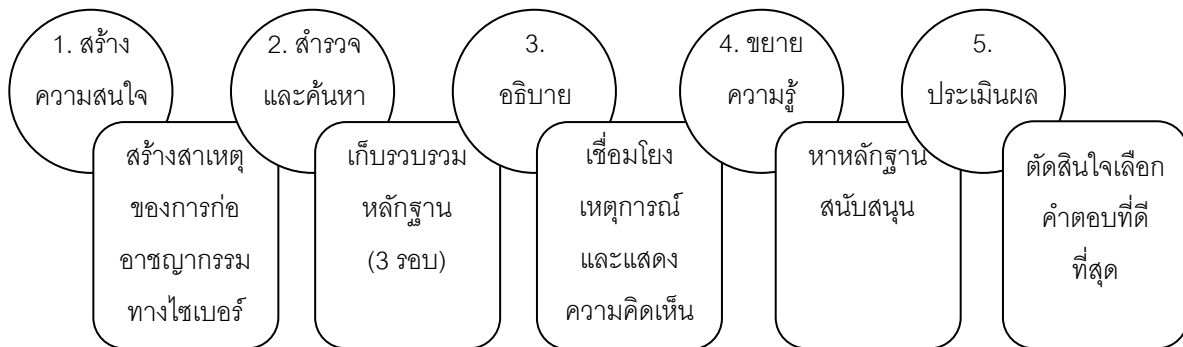 1. สร้าง
ความสนใจ
สร้างสาเหตุ
ของการก่อ
อาชญากรรม
ทางไซเบอร์
2. สำรวจ
และค้นหา
เก็บรวบรวม
หลักฐาน
(3 รอบ)
3.
อธิบาย
เชื่อมโยง
เหตุการณ์
และแสดง
ความคิดเห็น
4. ขยาย
ความรู้
หาหลักฐาน
สนับสนุน
5.
ประเมินผล
ตัดสินใจเลือก
คำตอบที่ดี
ที่สุด